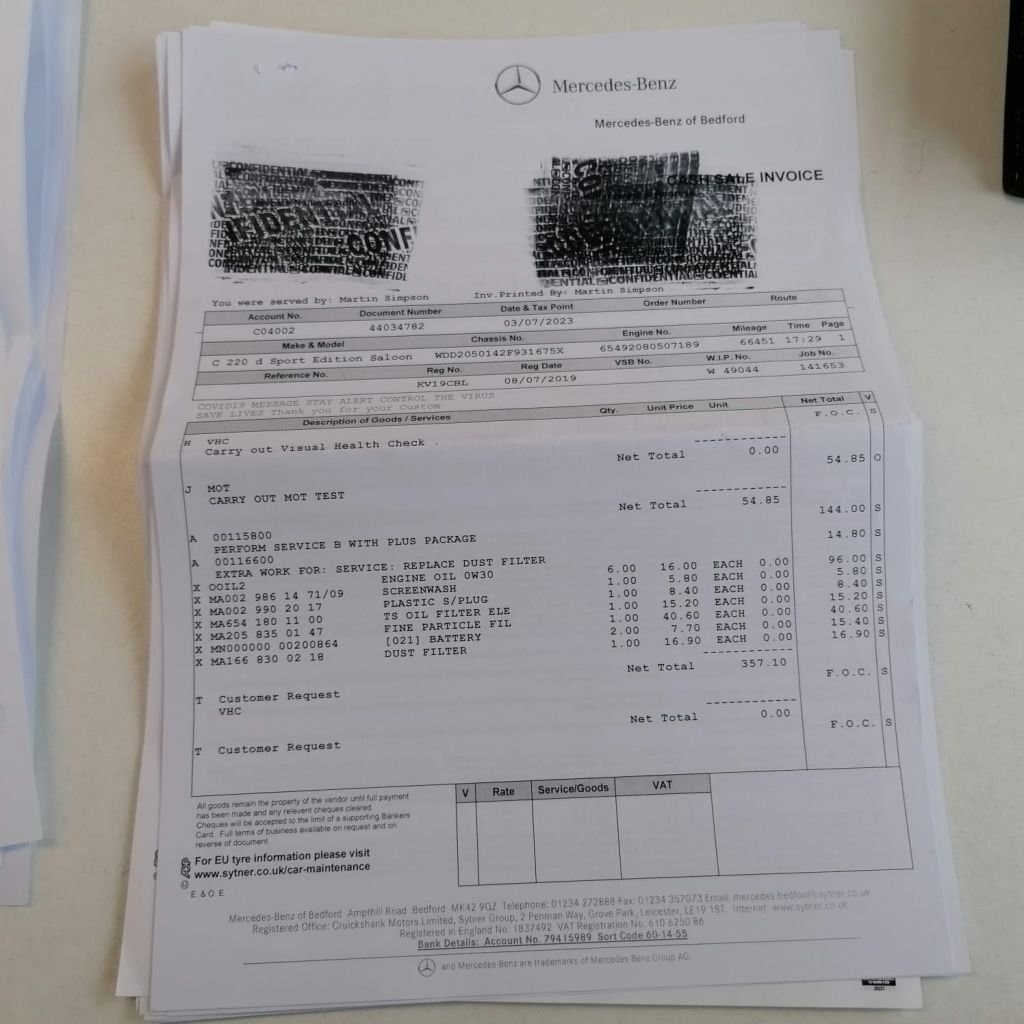 Mercedes-Benz
Mercedes-Benz of Bedford
CASH SALE INVOICE
You were served by: Martin Simpson Inv.Printed By: Martin Simpson
Account No. Document Number Date & Tax Point Order Number Route
C04002 44034782 03/07/2023
Make & Model Chassis No. Engine No. Mileage Time Page
C 220 d Sport Edition Saloon WDD2050142F931675X 65492080507189 66451 17:29 1
Reference No. Reg No. Reg Date VSB No. W.I.P. No. Job No.
KV19CBL 08/07/2019 W 49044 141653
COVID19 MESSAGE STAY ALERT CONTROL THE VIRUS
SAVE LIVES Thank you for your Custom
Description of Goods / Services Qty. Unit Price Unit Net Total V
H VHC F.O.C. S
Carry out Visual Health Check .
Net Total 0.00
J MOT 54.85 O
CARRY OUT MOT TEST
Net Total 54.85
A 00115800 144.00 S
PERFORM SERVICE B WITH PLUS PACKAGE
A 00116600 14.80 S
EXTRA WORK FOR: SERVICE: REPLACE DUST FILTER
X OOIL2 ENGINE OIL 0W30 6.00 16.00 EACH 0.00 96.00 S
X MA002 986 14 71/09 SCREENWASH 1.00 5.80 EACH 0.00 5.80 S
X MA002 990 20 17 PLASTIC S/PLUG 1.00 8.40 EACH 0.00 8.40 S
X MA654 180 11 00 TS OIL FILTER ELE 1.00 15.20 EACH 0.00 15.20 S
X MA205 835 01 47 FINE PARTICLE FIL 1.00 40.60 EACH 0.00 40.60 S
X MN000000 00200864 [021] BATTERY 2.00 7.70 EACH 0.00 15.40 S
X MA166 830 02 18 DUST FILTER 1.00 16.90 EACH 0.00 16.90 S
Net Total 357.10
T Customer Request F.O.C. S
VHC
Net Total 0.00
T Customer Request F.O.C. S
V Rate Service/Goods VAT
All goods remain the property of the vendor until full payment
has been made and any relevent cheques cleared
Cheques will be accepted to the limit of a supporting Bankers
Card. Full terms of business available on request and on
reverse of document
For EU tyre information please visit
www.sytner.co.uk/car-maintenance
E & O E
Mercedes-Benz of Bedford Ampthill Road Bedford MK42 9QZ Telephone: 01234 272888 Fax: 01234 357073 Email: mercedes.bedford@sytner.co.uk
Registered Office: Cruickshank Motors Limited, Sytner Group, 2 Penman Way, Grove Park, Leicester, LE19 1ST. Internet: www.sytner.co.uk
Registered in England No. 1837492 VAT Registration No. 610 6250 86
Bank Details: Account No. 79415989 Sort Code 60-14-55
and Mercedes-Benz are trademarks of Mercedes Benz Group AG.